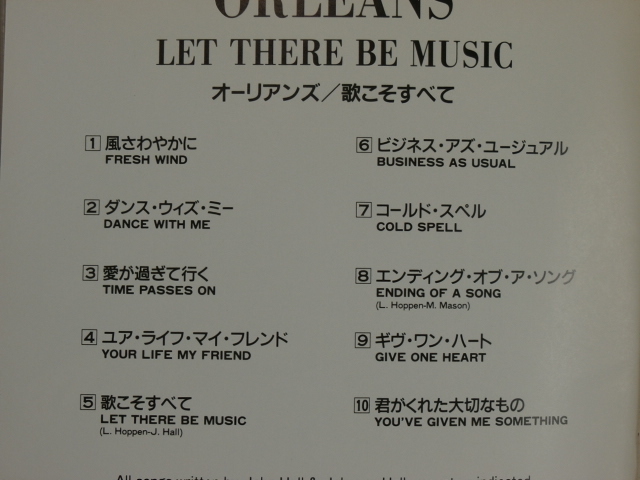 ORLEANS
LET THERE BE MUSIC
オーリアンズ／歌こそすべて
1 風さわやかに
FRESH WIND
2 ダンス・ウィズ・ミー
DANCE WITH ME
3 愛が過ぎて行く
TIME PASSES ON
4 ユア・ライフ・マイ・フレンド
YOUR LIFE MY FRIEND
5 歌こそすべて
LET THERE BE MUSIC
(L. Hoppen-J. Hall)
6 ビジネス・アズ・ユージュアル
BUSINESS AS USUAL
7 コールド・スペル
COLD SPELL
8 エンディング・オブ・ア・ソング
ENDING OF A SONG
(L. Hoppen-M. Mason)
9 ギヴ・ワン・ハート
GIVE ONE HEART
10 君がくれた大切なもの
YOU'VE GIVEN ME SOMETHING
All songs written